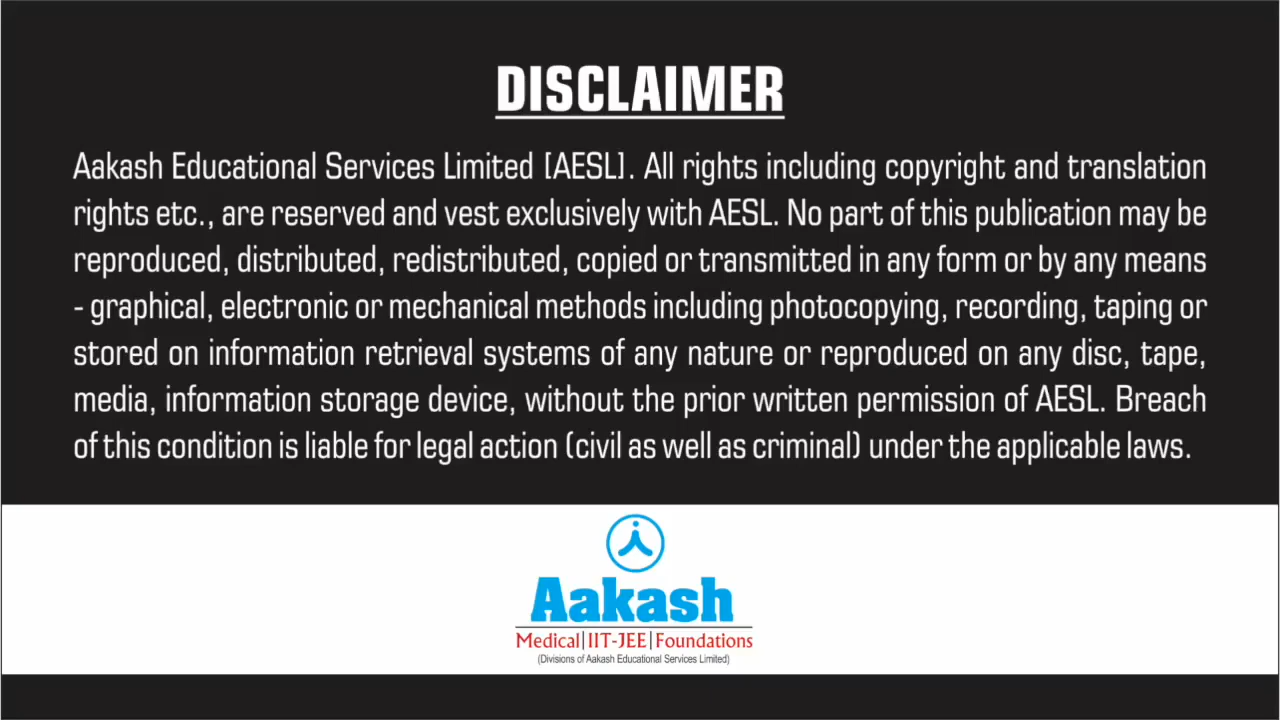 DISCLAIMER
Aakash Educational Services Limited [AESL]. All rights including copyright and translation
rights etc., are reserved and vest exclusively with AESL. No part of this publication may be
reproduced, distributed, redistributed, copied or transmitted in any form or by any means
- graphical, electronic or mechanical methods including photocopying, recording, taping or
stored on information retrieval systems of any nature or reproduced on any disc, tape,
media, information storage device, without the prior written permission of AESL. Breach
of this condition is liable for legal action (civil as well as criminal) under the applicable laws.
Aakash
Medical|IIT-JEE|Foundations
(Divisions of Aakash Educational Services Limited)